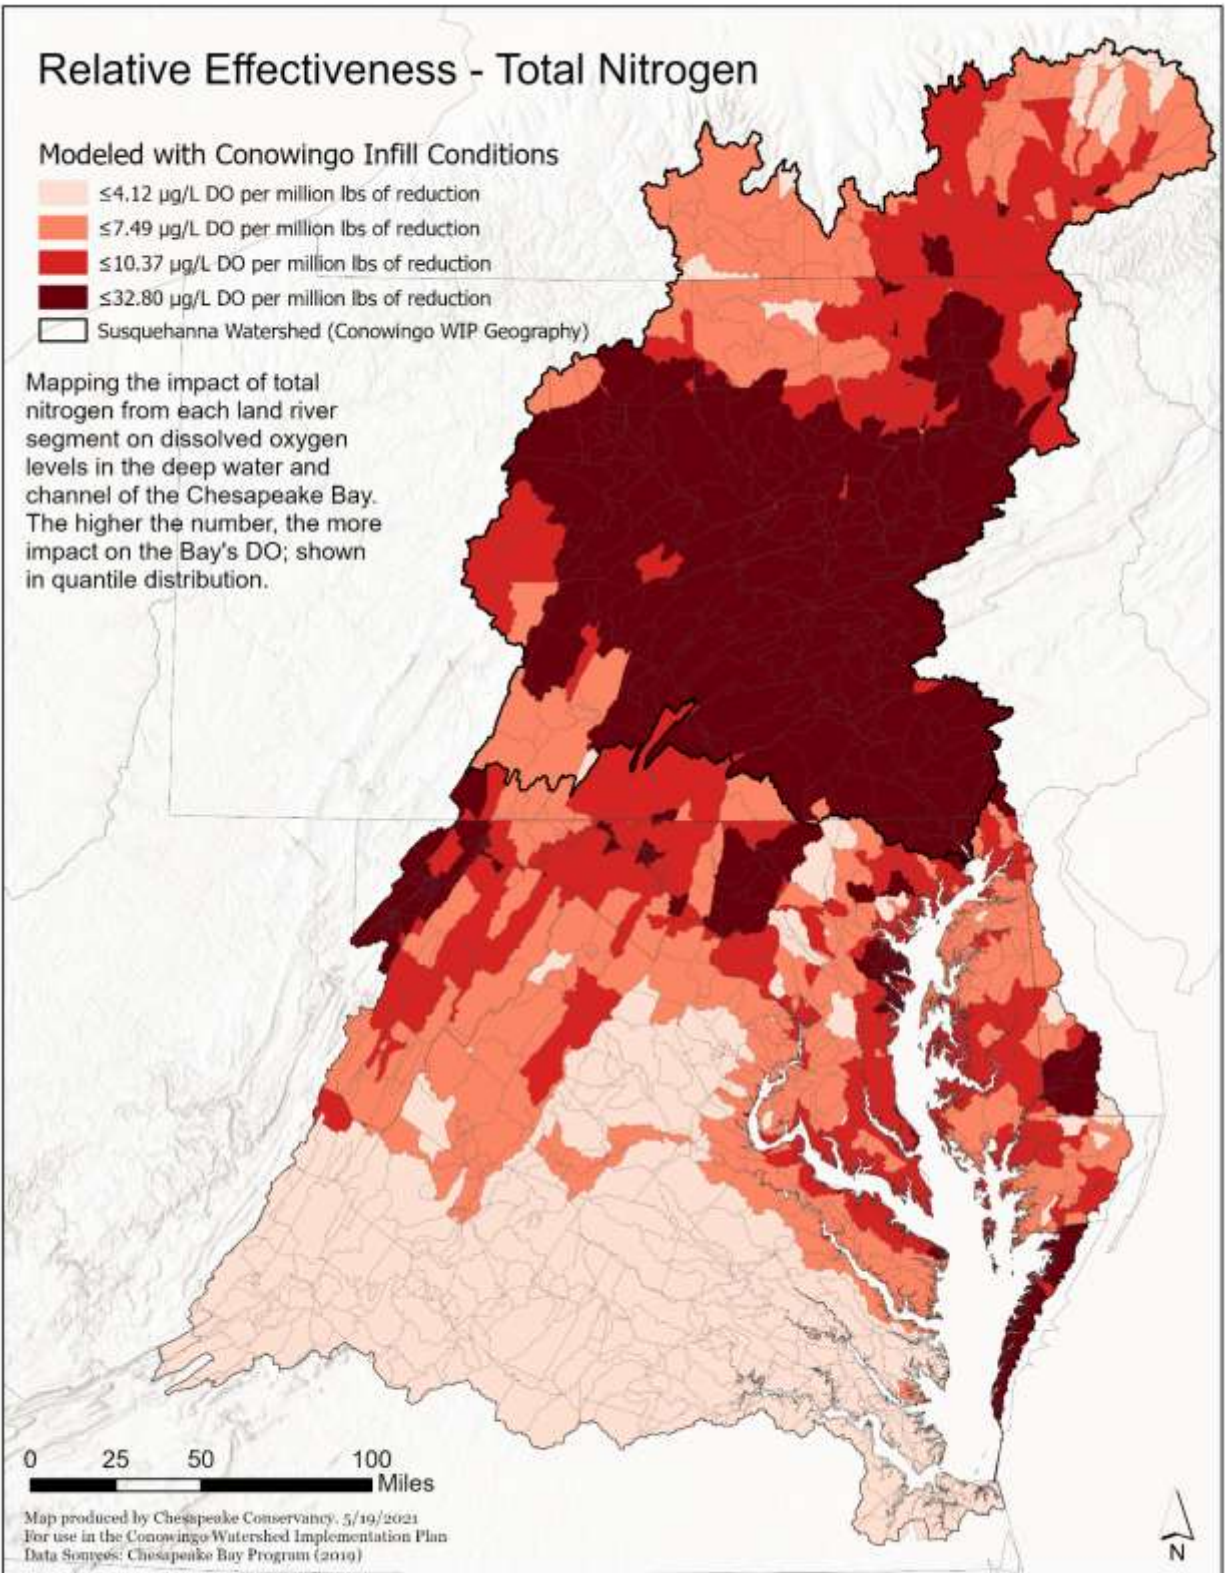 Relative Effectiveness - Total Nitrogen
Modeled with Conowingo Infill Conditions
≤4.12 µg/L DO per million lbs of reduction
≤7.49 µg/L DO per million lbs of reduction
≤10.37 µg/L DO per million lbs of reduction
≤32.80 µg/L DO per million lbs of reduction
Susquehanna Watershed (Conowingo WIP Geography)
Mapping the impact of total
nitrogen from each land river
segment on dissolved oxygen
levels in the deep water and
channel of the Chesapeake Bay.
The higher the number, the more
impact on the Bay's DO; shown
in quantile distribution.
0 25 50 100
Miles
Map produced by Chesapeake Conservancy. 5/19/2021
For use in the Conowingo Watershed Implementation Plan
Data Sources: Chesapeake Bay Program (2019)
N